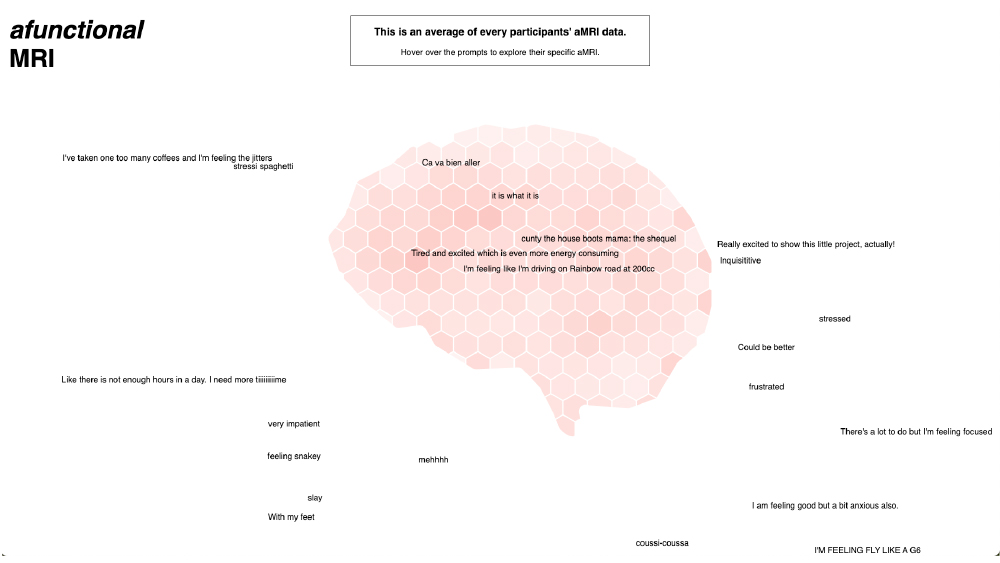 afunctional
MRI
This is an average of every participants' aMRI data.
Hover over the prompts to explore their specific aMRI.
I've taken one too many coffees and I'm feeling the jitters
stressi spaghetti
Ca va bien aller
it is what it is
cunty the house boots mama: the shequel
Tired and excited which is even more energy consuming
I'm feeling like I'm driving on Rainbow road at 200cc
Really excited to show this little project, actually!
Inquisititive
stressed
Could be better
Like there is not enough hours in a day. I need more tiiiiiiiime
frustrated
very impatient
There's a lot to do but I'm feeling focused
feeling snakey
mehhhh
slay
With my feet
I am feeling good but a bit anxious also.
coussi-coussa
I'M FEELING FLY LIKE A G6